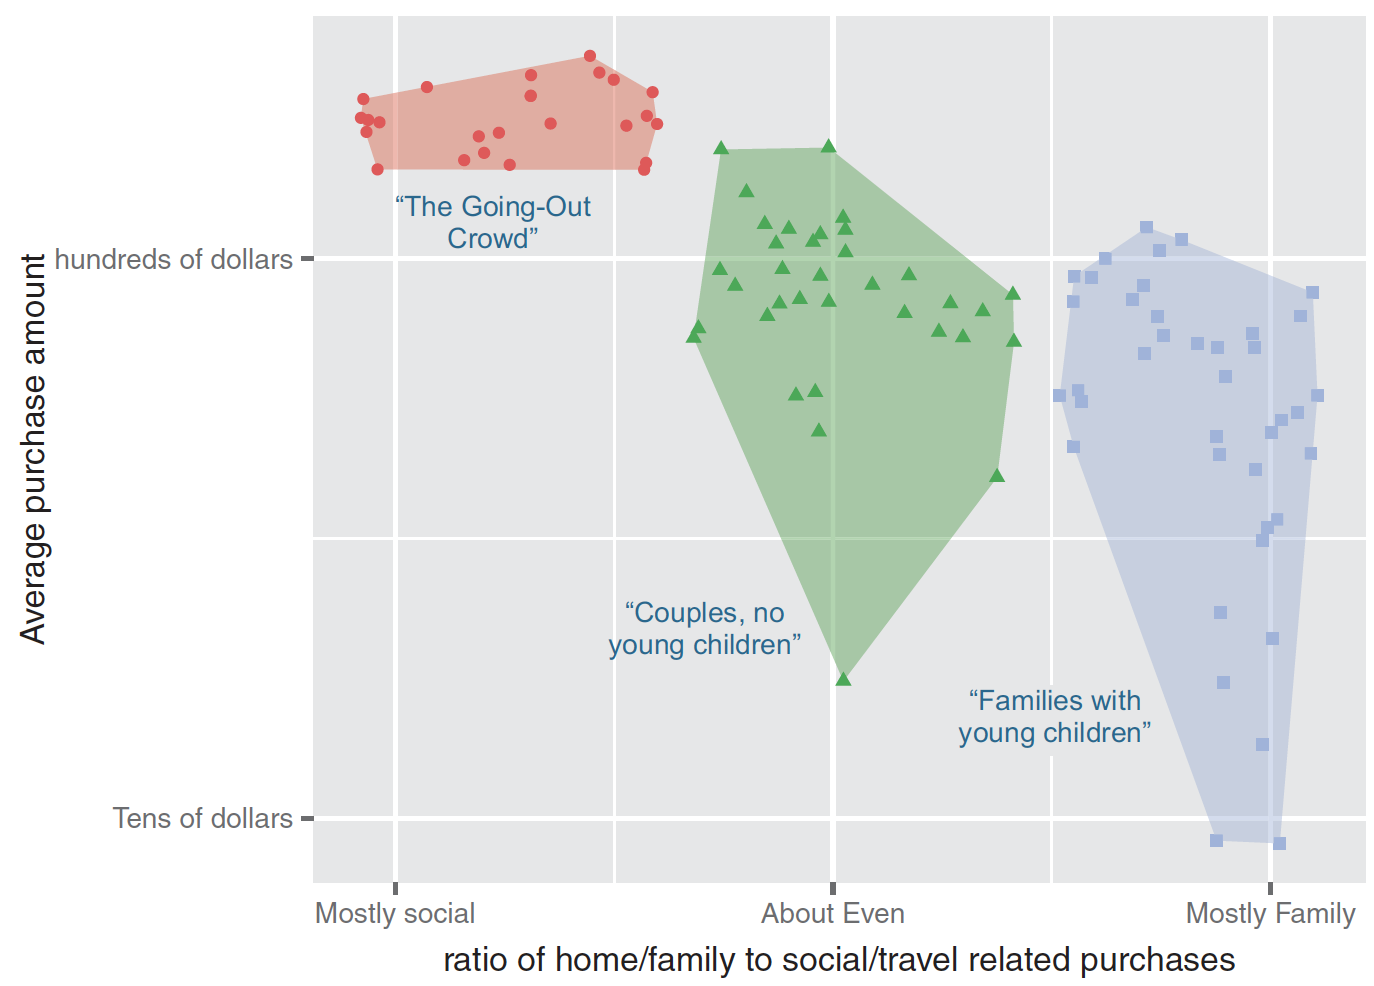 “The Going-Out
Crowd”
hundreds of dollars
Average purchase amount
“Couples, no
young children”
“Families with
young children”
Tens of dollars
Mostly social
About Even
Mostly Family
ratio of home/family to social/travel related purchases